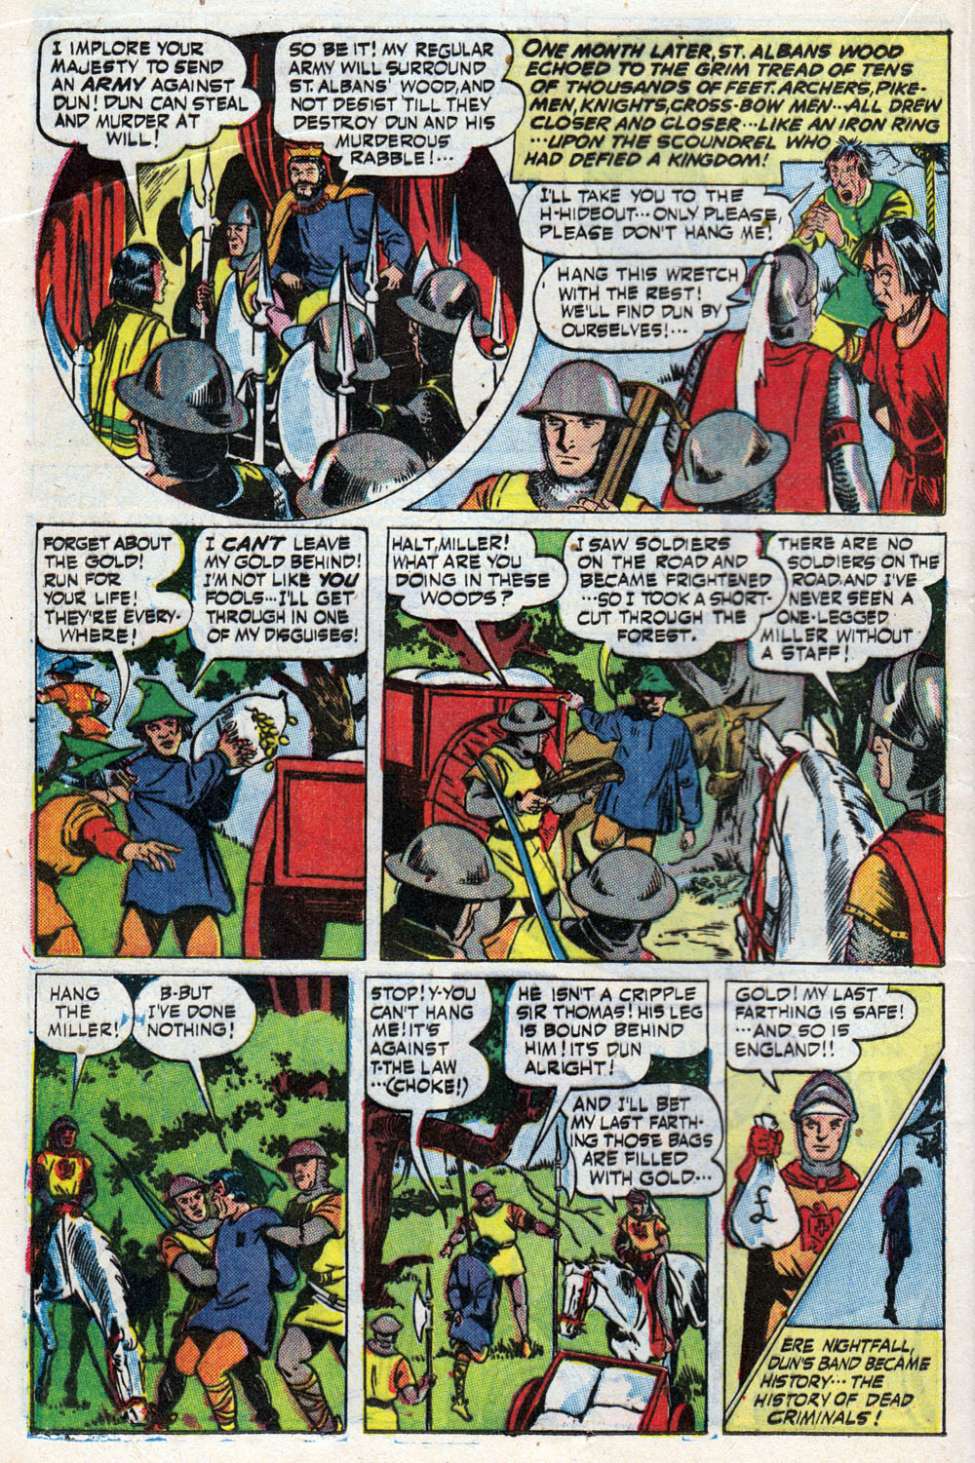 I IMPLORE YOUR
MAJESTY TO SEND
AN ARMY AGAINST
DUN! DUN CAN STEAL
AND MURDER AT
WILL!
SO BE IT! MY REGULAR
ARMY WILL SURROUND
ST. ALBANS' WOOD, AND
NOT DESIST TILL THEY
DESTROY DUN AND HIS
MURDEROUS
RABBLE!...
ONE MONTH LATER, ST. ALBANS WOOD
ECHOED TO THE GRIM TREAD OF TENS
OF THOUSANDS OF FEET. ARCHERS, PIKE-
MEN, KNIGHTS, CROSS-BOW MEN---ALL DREW
CLOSER AND CLOSER---LIKE AN IRON RING
---UPON THE SCOUNDREL WHO
HAD DEFIED A KINGDOM!
I'LL TAKE YOU TO THE
H-HIDEOUT---ONLY PLEASE,
PLEASE DON'T HANG ME!
HANG THIS WRETCH
WITH THE REST!
WE'LL FIND DUN BY
OURSELVES!...
FORGET ABOUT
THE GOLD!
RUN FOR
YOUR LIFE!
THEY'RE EVERY-
WHERE!
I CAN'T LEAVE
MY GOLD BEHIND!
I'M NOT LIKE YOU
FOOLS---I'LL GET
THROUGH IN ONE
OF MY DISGUISES!
HALT, MILLER!
WHAT ARE YOU
DOING IN THESE
WOODS?
I SAW SOLDIERS
ON THE ROAD AND
BECAME FRIGHTENED
---SO I TOOK A SHORT-
CUT THROUGH THE
FOREST.
THERE ARE NO
SOLDIERS ON THE
ROAD, AND I'VE
NEVER SEEN A
ONE-LEGGED
MILLER WITHOUT
A STAFF!
HANG
THE
MILLER!
B-BUT
I'VE DONE
NOTHING!
STOP! Y-YOU
CAN'T HANG
ME! IT'S
AGAINST
T-THE LAW
---(CHOKE!)
HE ISN'T A CRIPPLE
SIR THOMAS! HIS LEG
IS BOUND BEHIND
HIM! IT'S DUN
ALRIGHT!
AND I'LL BET
MY LAST FARTH-
ING THOSE BAGS
ARE FILLED
WITH GOLD---
GOLD! MY LAST
FARTHING IS SAFE!
---AND SO IS
ENGLAND!!
£
ERE NIGHTFALL,
DUN'S BAND BECAME
HISTORY--- THE
HISTORY OF DEAD
CRIMINALS!